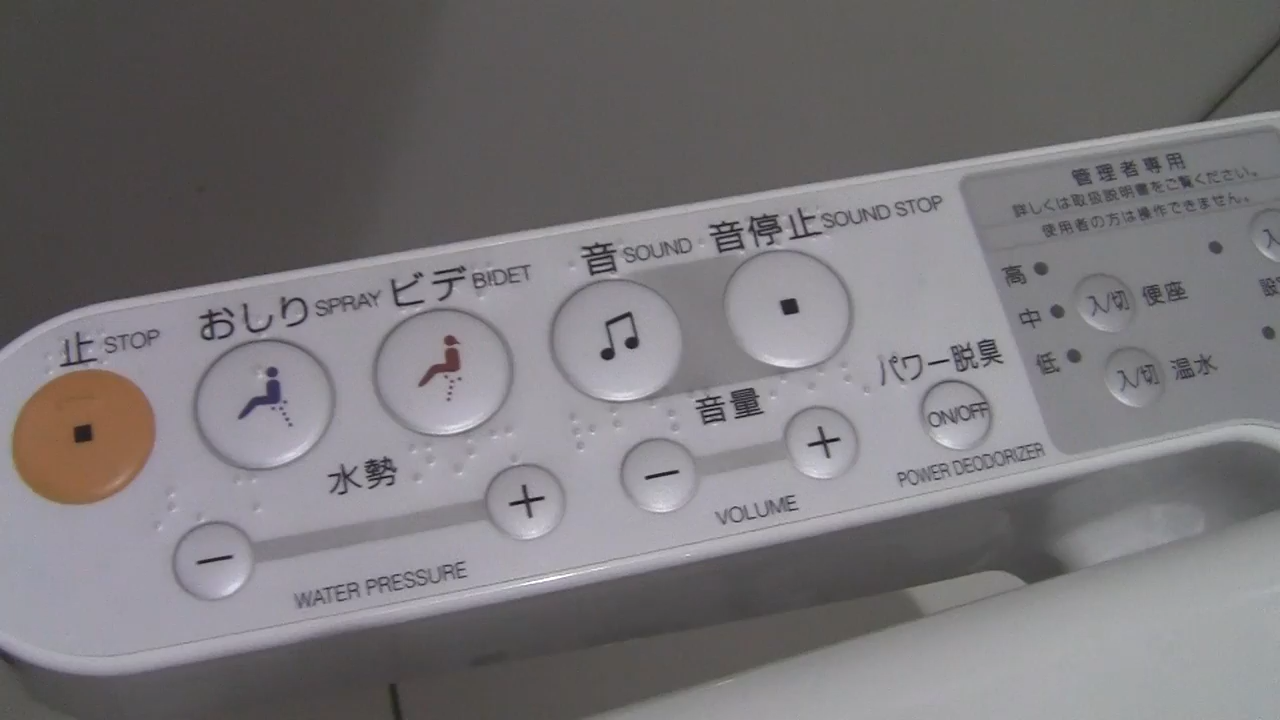 止 STOP
おしり SPRAY
ビデ BIDET
音 SOUND
音停止 SOUND STOP
水勢
− +
WATER PRESSURE
音量
− +
VOLUME
パワー脱臭
ON/OFF
POWER DEODORIZER
管理者専用
詳しくは取扱説明書をご覧ください。
使用者の方は操作できません。
高
中
低
入/切 便座
入/切 温水
入